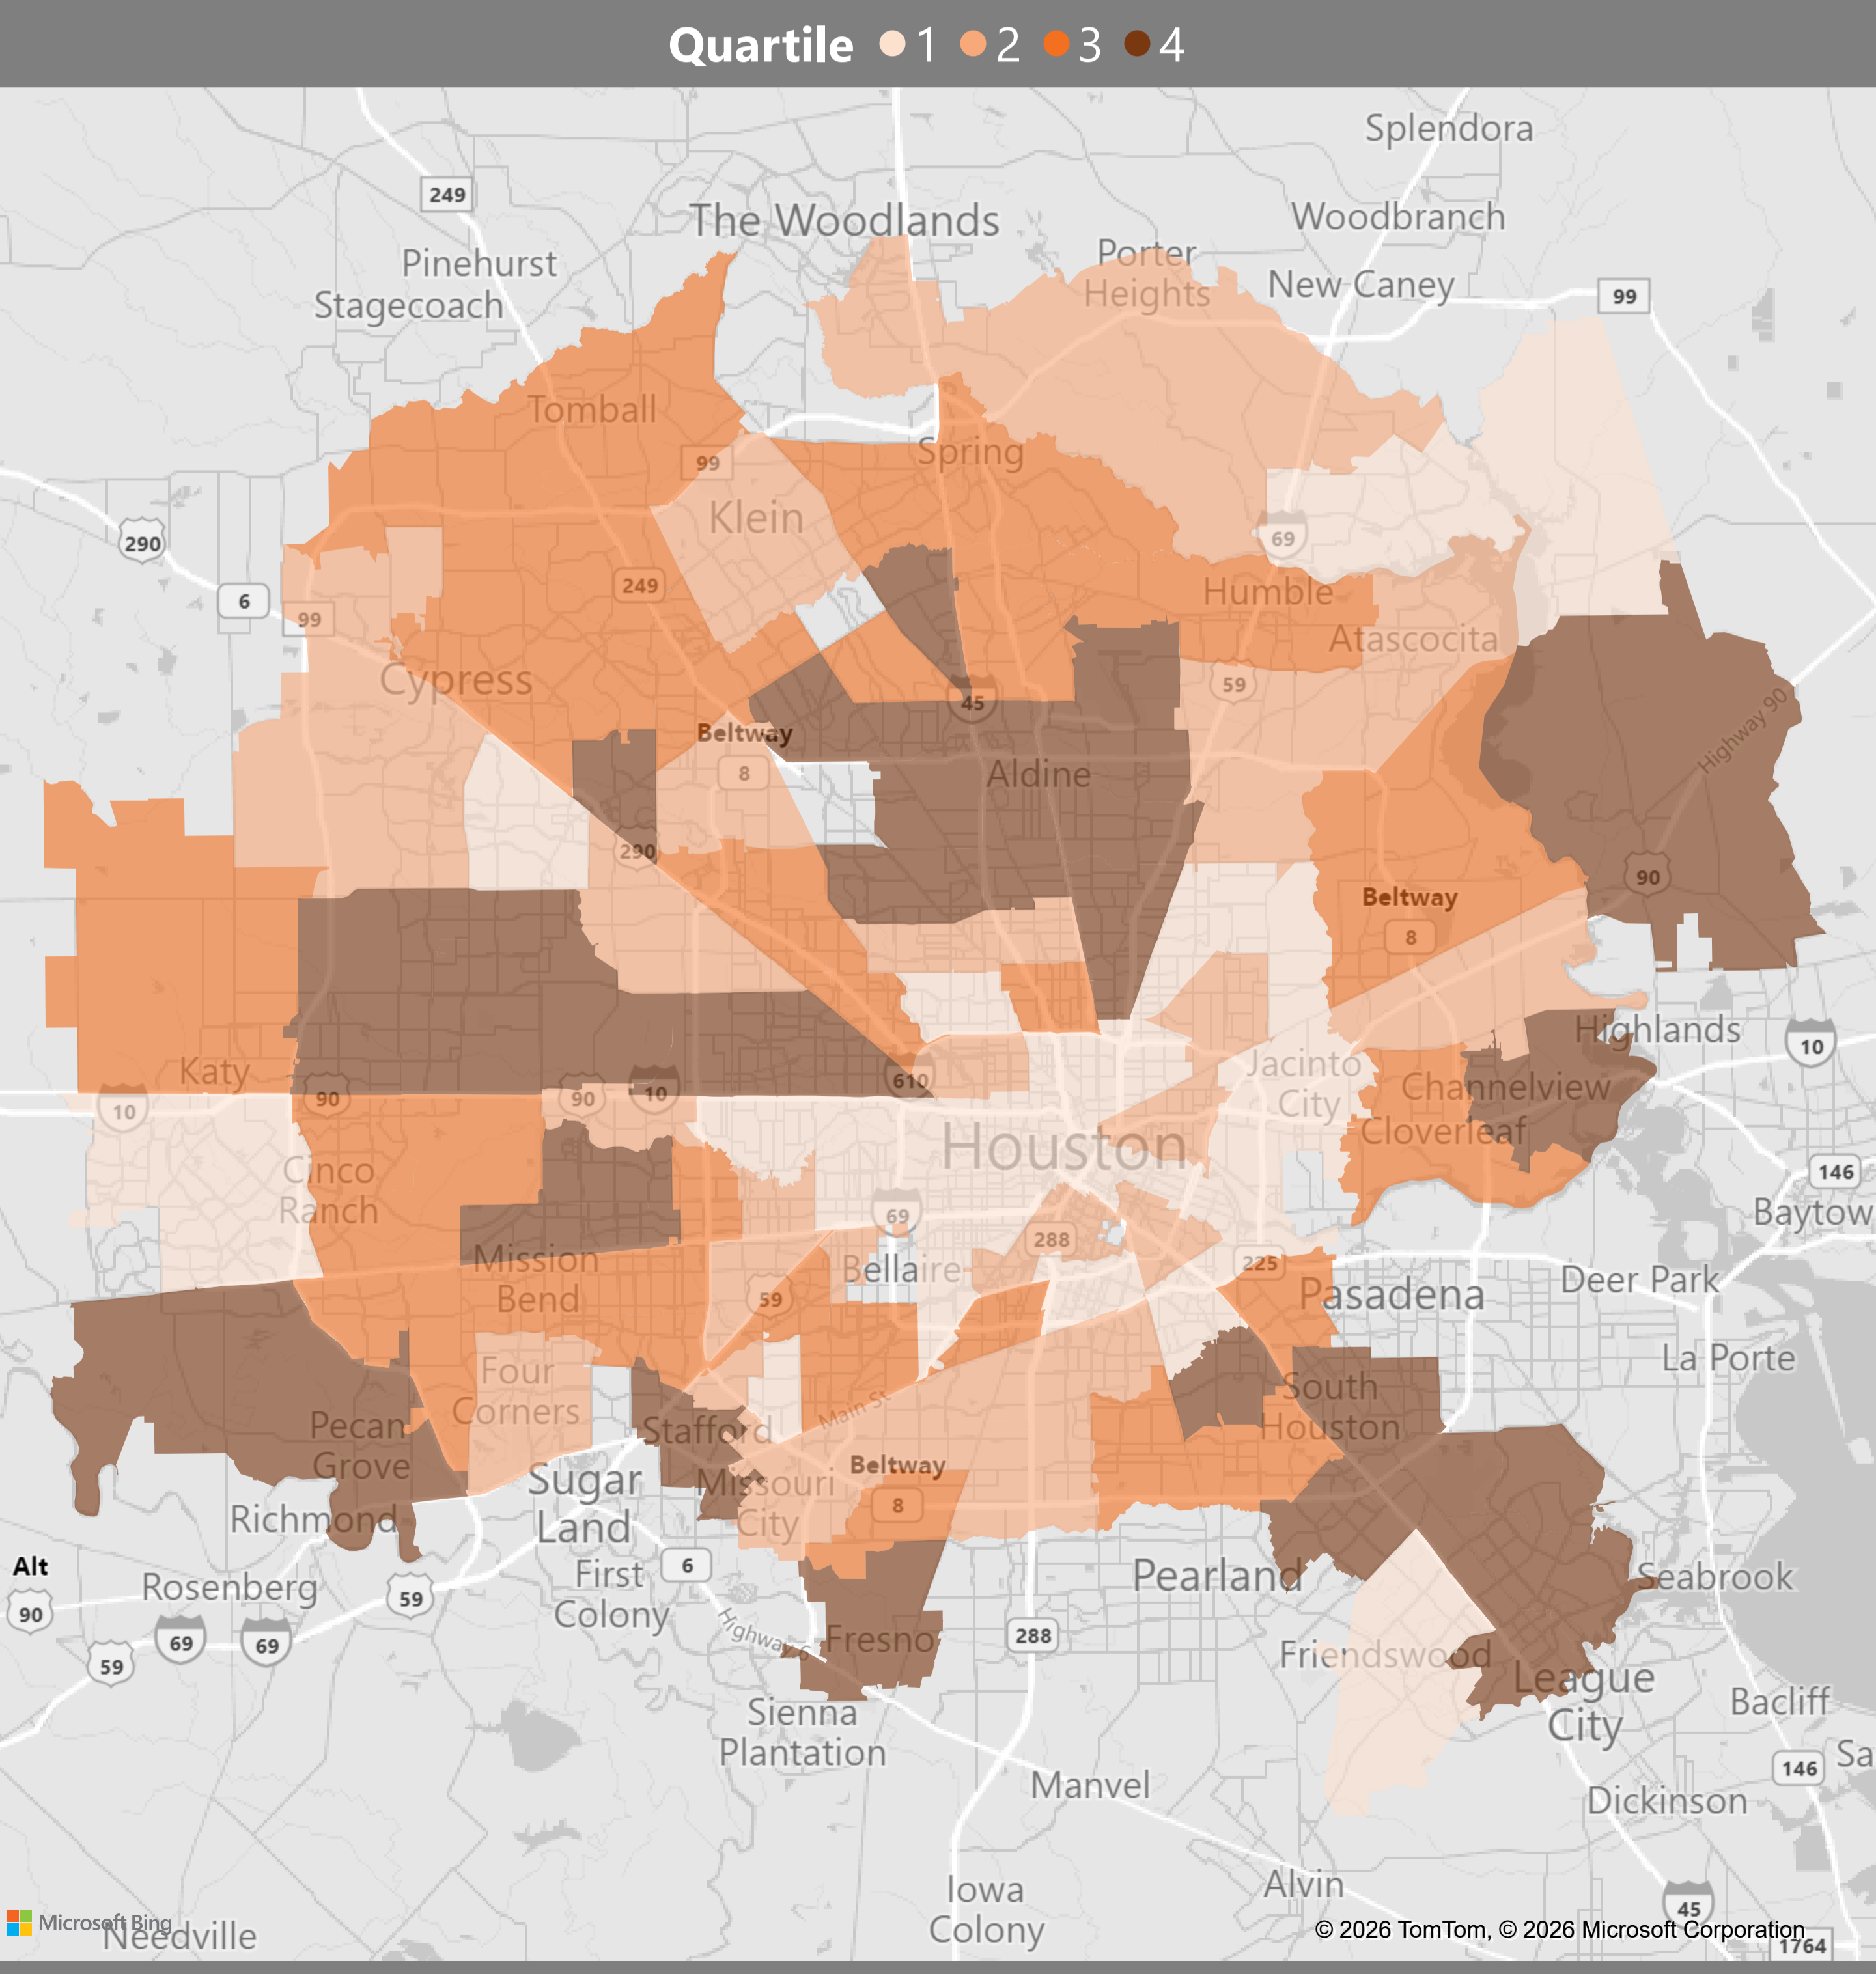 Quartile 1 2 3 4
Splendora
249
The Woodlands
Woodbranch
Pinehurst
Porter
Heights
New Caney
99
Stagecoach
Tomball
Spring
99
Klein
290
69
249
6
Humble
99
Atascocita
Cypress
59
45
Beltway
8
Aldine
Highway 90
290
90
Beltway
8
Highlands
10
Katy
Jacinto
City
610
Channelview
10
90
90
10
Cloverleaf
Houston
146
Cinco
Ranch
69
Baytow
288
Mission
Bend
Bellaire
225
Deer Park
59
Pasadena
La Porte
Four
Corners
South
Houston
Main St
Pecan
Grove
Stafford
Missouri
City
Beltway
8
Sugar
Land
Richmond
Alt
90
6
First
Colony
Pearland
Seabrook
Rosenberg
59
69
69
59
Highway 6
Fresno
288
Friendswood
League
City
Bacliff
Sienna
Plantation
146
Sa
Manvel
Dickinson
Alvin
Iowa
Colony
45
Microsoft Bing
Needville
© 2026 TomTom, © 2026 Microsoft Corporation
1764